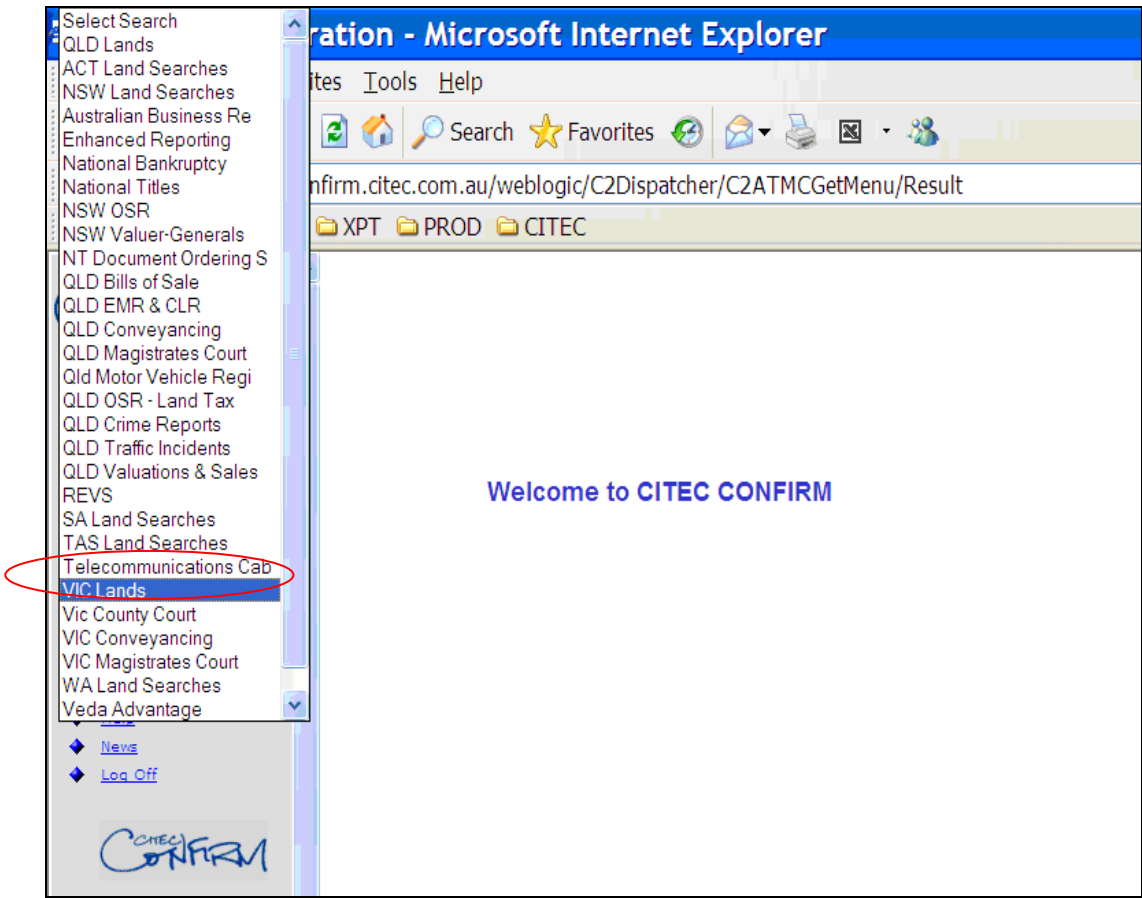 Select Search
QLD Lands
ACT Land Searches
NSW Land Searches
Australian Business Re
Enhanced Reporting
National Bankruptcy
National Titles
NSW OSR
NSW Valuer-Generals
NT Document Ordering S
QLD Bills of Sale
QLD EMR & CLR
QLD Conveyancing
QLD Magistrates Court
Qld Motor Vehicle Regi
QLD OSR - Land Tax
QLD Crime Reports
QLD Traffic Incidents
QLD Valuations & Sales
REVS
SA Land Searches
TAS Land Searches
Telecommunications Cab
VIC Lands
Vic County Court
VIC Conveyancing
VIC Magistrates Court
WA Land Searches
Veda Advantage
News
Log Off
CITEC CONFIRM
ration - Microsoft Internet Explorer
ites Tools Help
Search Favorites
nfirm.citec.com.au/weblogic/C2Dispatcher/C2ATMCGetMenu/Result
XPT PROD CITEC
Welcome to CITEC CONFIRM